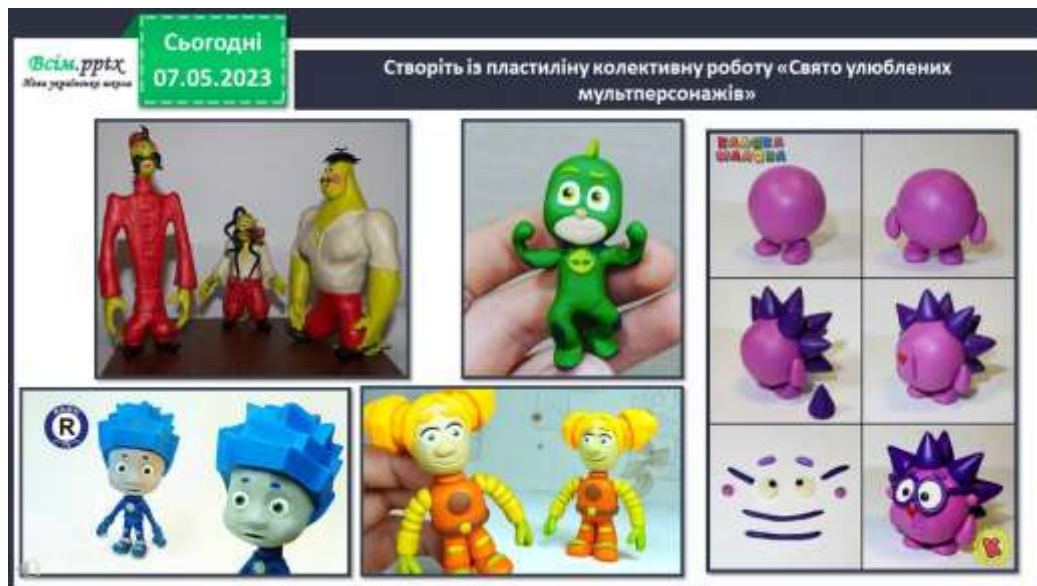 Всім.pptx
Нова українська школа
Сьогодні
07.05.2023
Створіть із пластиліну колективну роботу «Свято улюблених
мультперсонажів»
R